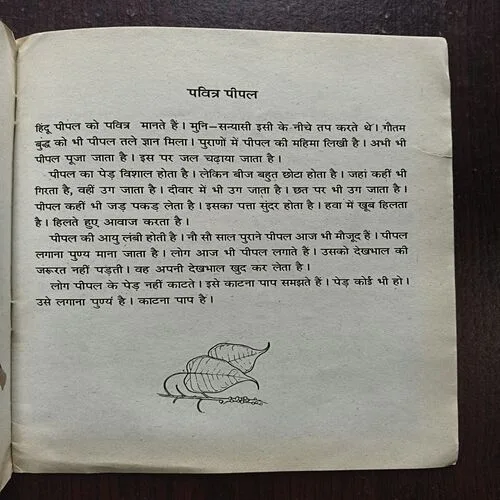 पवित्र पीपल
हिंदू पीपल को पवित्र मानते हैं। मुनि–सन्यासी इसी के नीचे तप करते थे। गौतम
बुद्ध को भी पीपल तले ज्ञान मिला। पुराणों में पीपल की महिमा लिखी है। अभी भी
पीपल पूजा जाता है। इस पर जल चढ़ाया जाता है।
पीपल का पेड़ विशाल होता है। लेकिन बीज बहुत छोटा होता है। जहां कहीं भी
गिरता है, वहीं उग जाता है। दीवार में भी उग जाता है। छत पर भी उग जाता है।
पीपल कहीं भी जड़ पकड़ लेता है। इसका पत्ता सुंदर होता है। हवा में खूब हिलता
है। हिलते हुए आवाज करता है।
पीपल की आयु लंबी होती है। नौ सौ साल पुराने पीपल आज भी मौजूद हैं। पीपल
लगाना पुण्य माना जाता है। लोग आज भी पीपल लगाते हैं। उसको देखभाल की
जरूरत नहीं पड़ती। वह अपनी देखभाल खुद कर लेता है।
लोग पीपल के पेड़ नहीं काटते। इसे काटना पाप समझते हैं। पेड़ कोई भी हो।
उसे लगाना पुण्यं है। काटना पाप है।